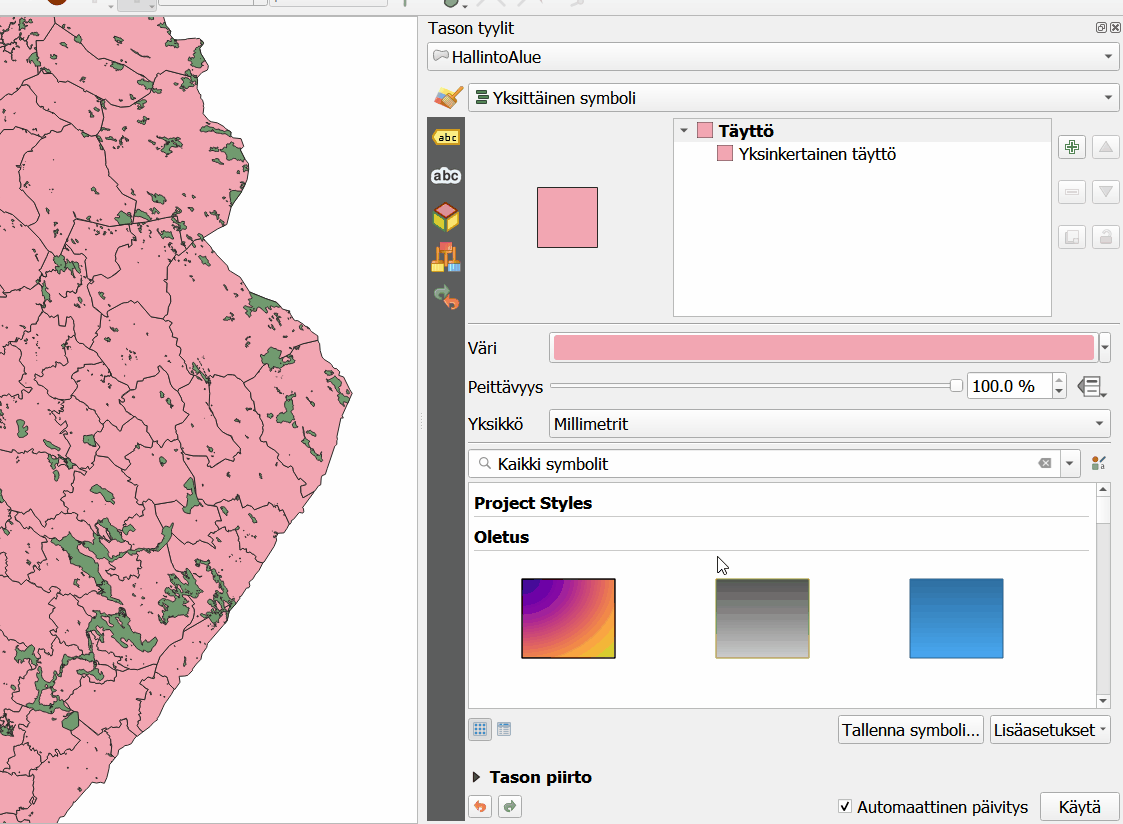 Tason tyylit
HallintoAlue
Yksittäinen symboli
abc
abc
Täyttö
Yksinkertainen täyttö
Väri
Peittävyys
100.0 %
Yksikkö
Millimetrit
Kaikki symbolit
Project Styles
Oletus
Tallenna symboli...
Lisäasetukset
Tason piirto
Automaattinen päivitys
Käytä